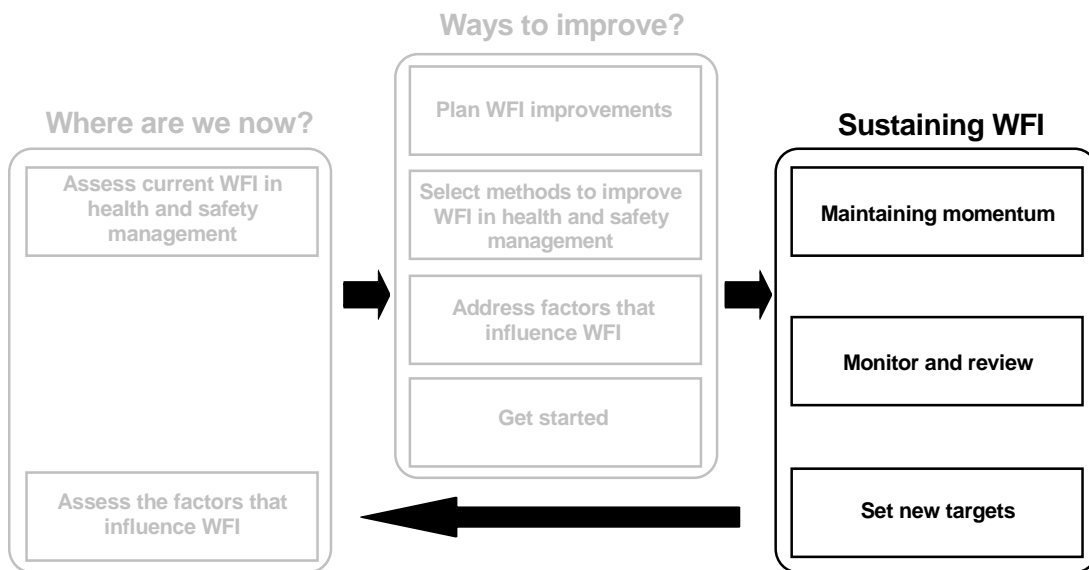 Ways to improve?
Plan WFI improvements
Where are we now?
Sustaining WFI
Assess current WFI in
health and safety
management
Select methods to improve
WFI in health and safety
management
Maintaining momentum
Address factors that
influence WFI
Monitor and review
Get started
Assess the factors that
influence WFI
Set new targets